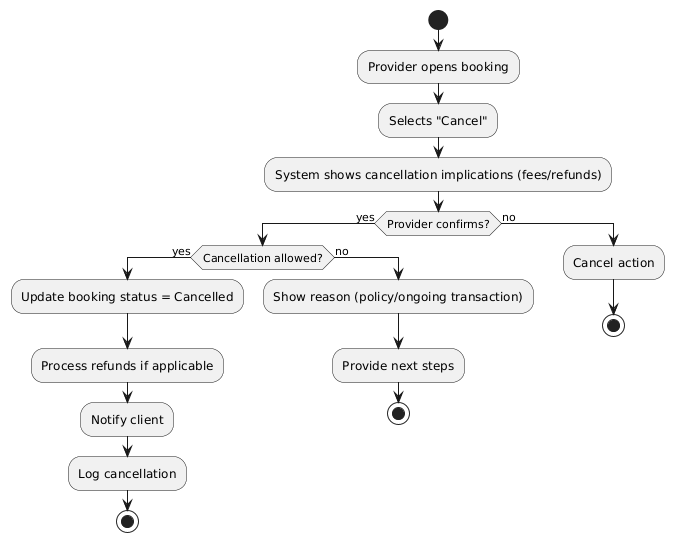 Provider opens booking
Selects "Cancel"
System shows cancellation implications (fees/refunds)
yes
Provider confirms?
no
yes
Cancellation allowed?
no
Cancel action
Update booking status = Cancelled
Show reason (policy/ongoing transaction)
Process refunds if applicable
Provide next steps
Notify client
Log cancellation